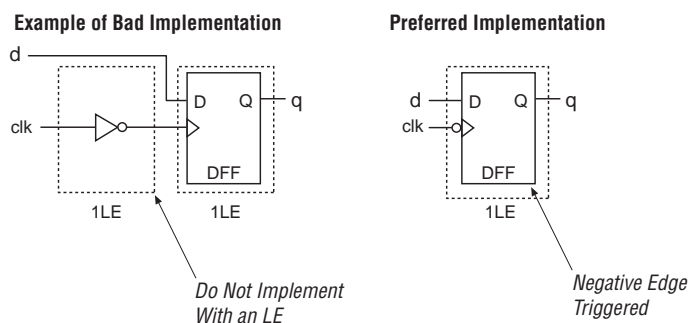 Example of Bad Implementation
d
clk
D Q
q
DFF
1LE
1LE
Do Not Implement
With an LE
Preferred Implementation
d
clk
D Q
q
DFF
1LE
Negative Edge
Triggered